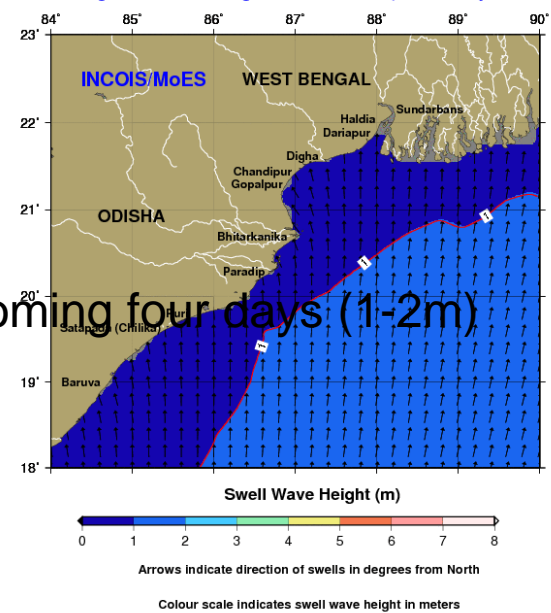 84° 85° 86° 87° 88° 89° 90°
23°
INCOIS/MoES WEST BENGAL
Sundarbans
Haldia
22°
Dariapur
Digha
Chandipur
Gopalpur
21°
ODISHA
Bhitarkanika
1
Paradip
1
20°
oming four days (1-2m)
Puri
Satapada (Chilika)
1
19°
Baruva
18°
Swell Wave Height (m)
0 1 2 3 4 5 6 7 8
Arrows indicate direction of swells in degrees from North
Colour scale indicates swell wave height in meters